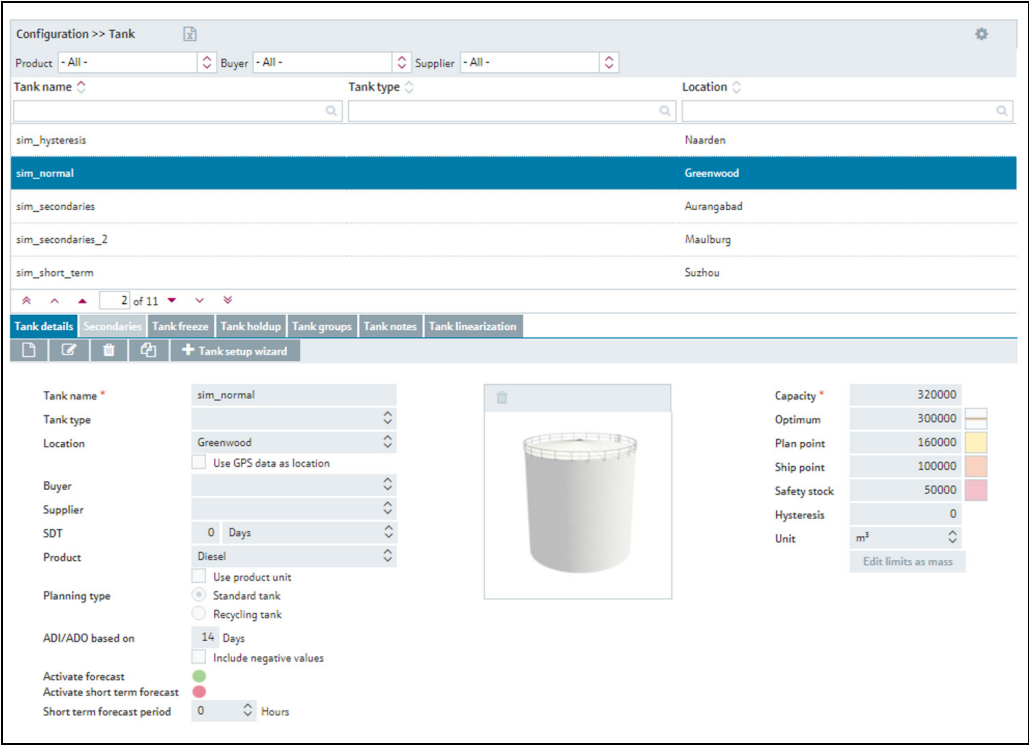 Configuration >> Tank
Product - All - Buyer - All - Supplier - All -
Tank name Tank type Location
sim_hysteresis Naarden
sim_normal Greenwood
sim_secondaries Aurangabad
sim_secondaries_2 Maulburg
sim_short_term Suzhou
2 of 11
Tank details Secondaries Tank freeze Tank holdup Tank groups Tank notes Tank linearization
Tank setup wizard
Tank name * sim_normal
Tank type
Location Greenwood
Use GPS data as location
Buyer
Supplier
SDT 0 Days
Product Diesel
Use product unit
Planning type Standard tank
Recycling tank
ADI/ADO based on 14 Days
Include negative values
Activate forecast
Activate short term forecast
Short term forecast period 0 Hours
Capacity * 320000
Optimum 300000
Plan point 160000
Ship point 100000
Safety stock 50000
Hysteresis 0
Unit m³
Edit limits as mass